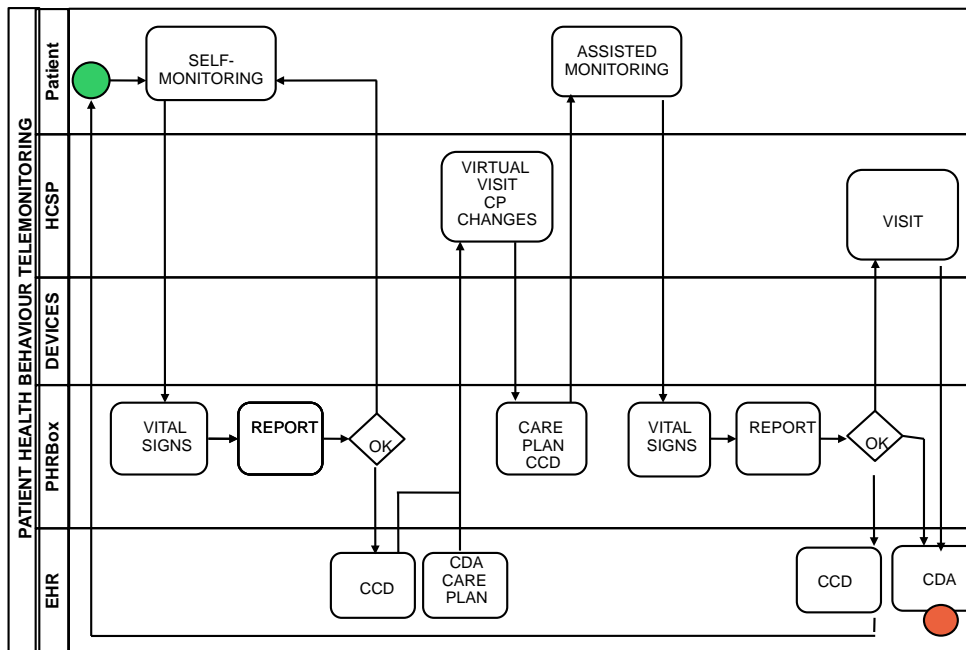 PATIENT HEALTH BEHAVIOUR TELEMONITORING
Patient
SELF-
MONITORING
ASSISTED
MONITORING
HCSP
VIRTUAL
VISIT
CP
CHANGES
VISIT
DEVICES
PHRBox
VITAL
SIGNS
REPORT
OK
CARE
PLAN
CCD
VITAL
SIGNS
REPORT
OK
EHR
CCD
CDA
CARE
PLAN
CCD
CDA